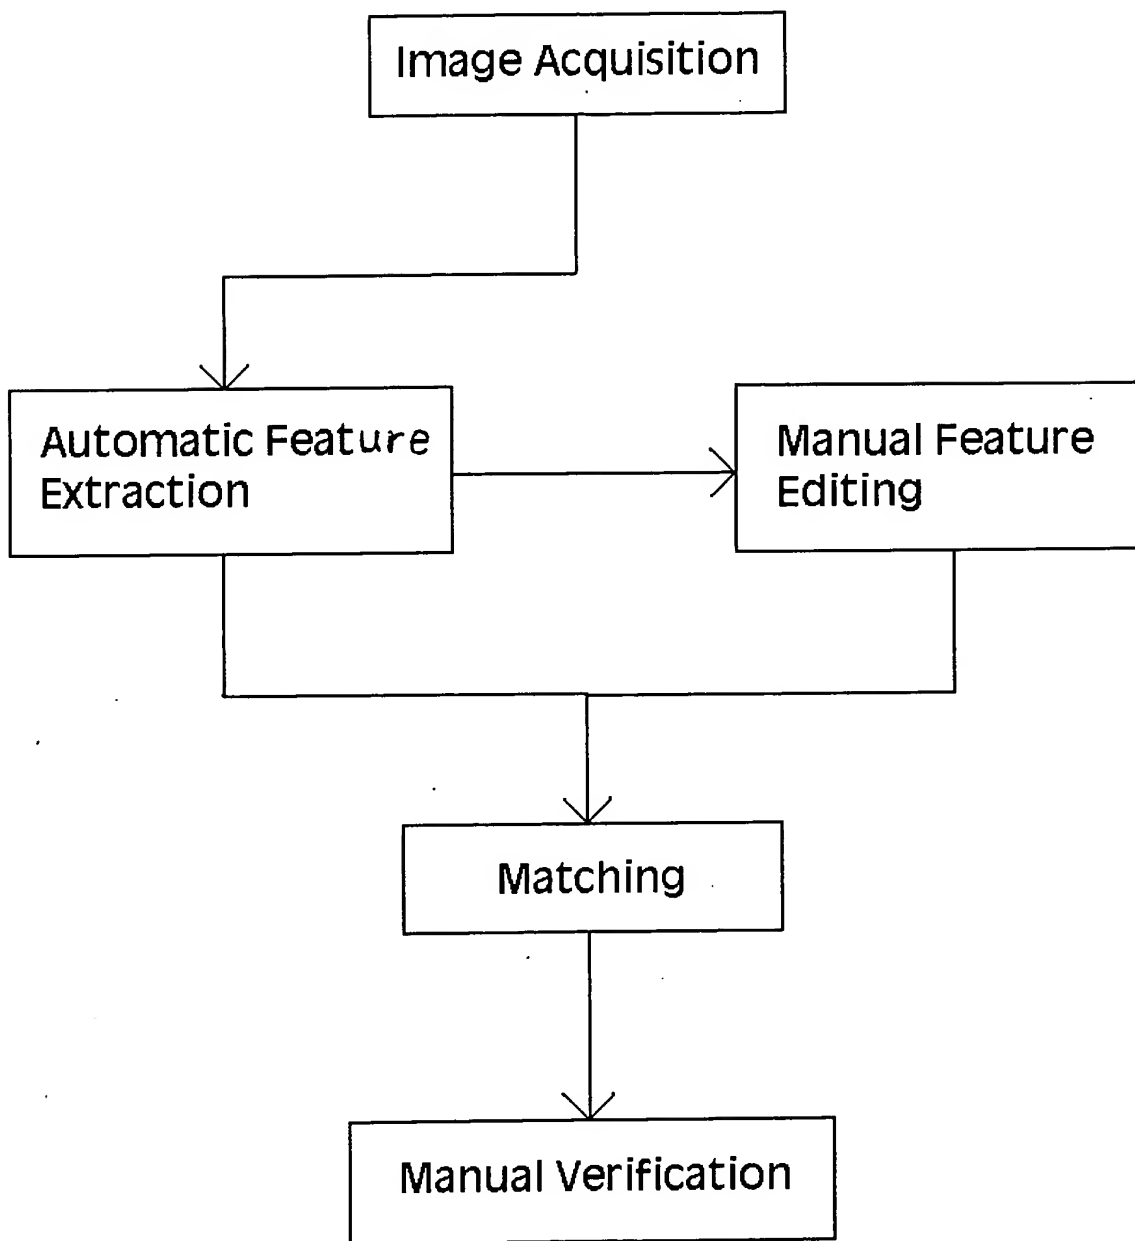 Image Acquisition
Automatic Feature
Extraction
Manual Feature
Editing
Matching
Manual Verification